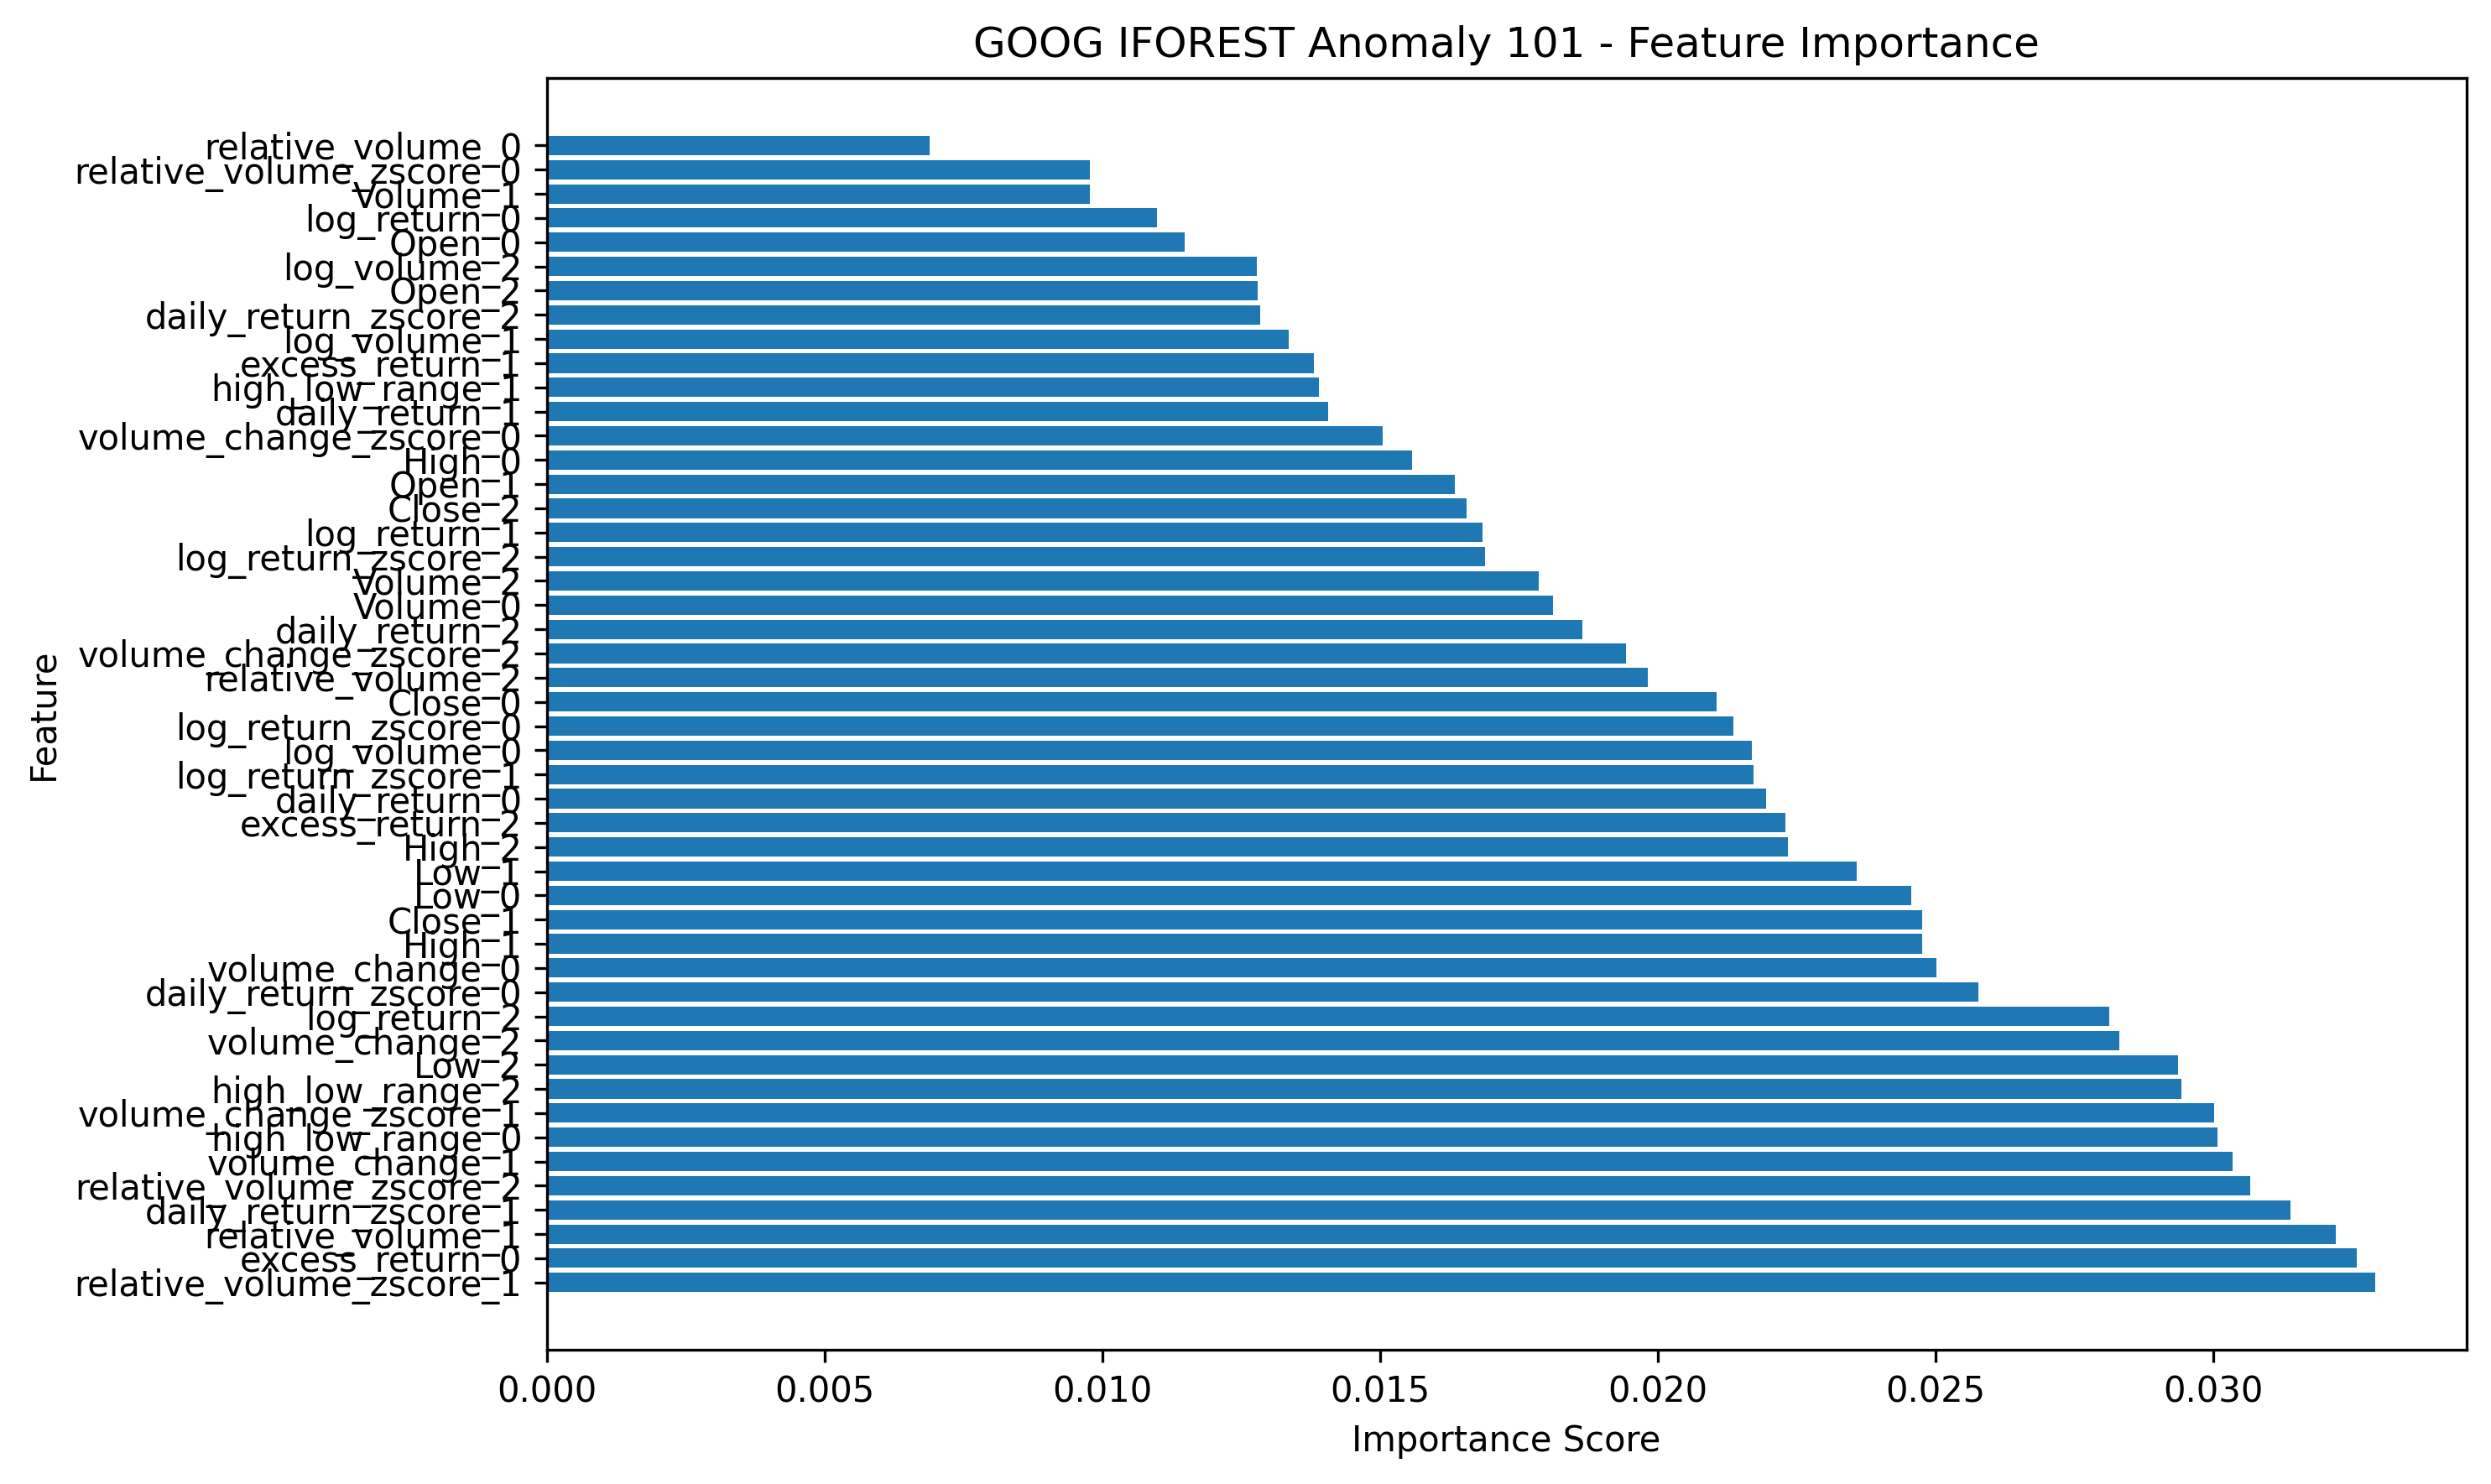 GOOG IFOREST Anomaly 101 - Feature Importance
relative_volume_0
relative_volume_zscore_0
Volume_1
log_return_0
Open_0
log_volume_2
Open_2
daily_return_zscore_2
log_volume_1
excess_return_1
high_low_range_1
daily_return_1
volume_change_zscore_0
High_0
Open_1
Close_2
log_return_1
log_return_zscore_2
Volume_2
Volume_0
daily_return_2
volume_change_zscore_2
relative_volume_2
Close_0
log_return_zscore_0
log_volume_0
log_return_zscore_1
daily_return_0
excess_return_2
High_2
Low_1
Low_0
Close_1
High_1
volume_change_0
daily_return_zscore_0
log_return_2
volume_change_2
Low_2
high_low_range_2
volume_change_zscore_1
high_low_range_0
volume_change_1
relative_volume_zscore_2
daily_return_zscore_1
relative_volume_1
excess_return_0
relative_volume_zscore_1
Feature
0.000 0.005 0.010 0.015 0.020 0.025 0.030
Importance Score